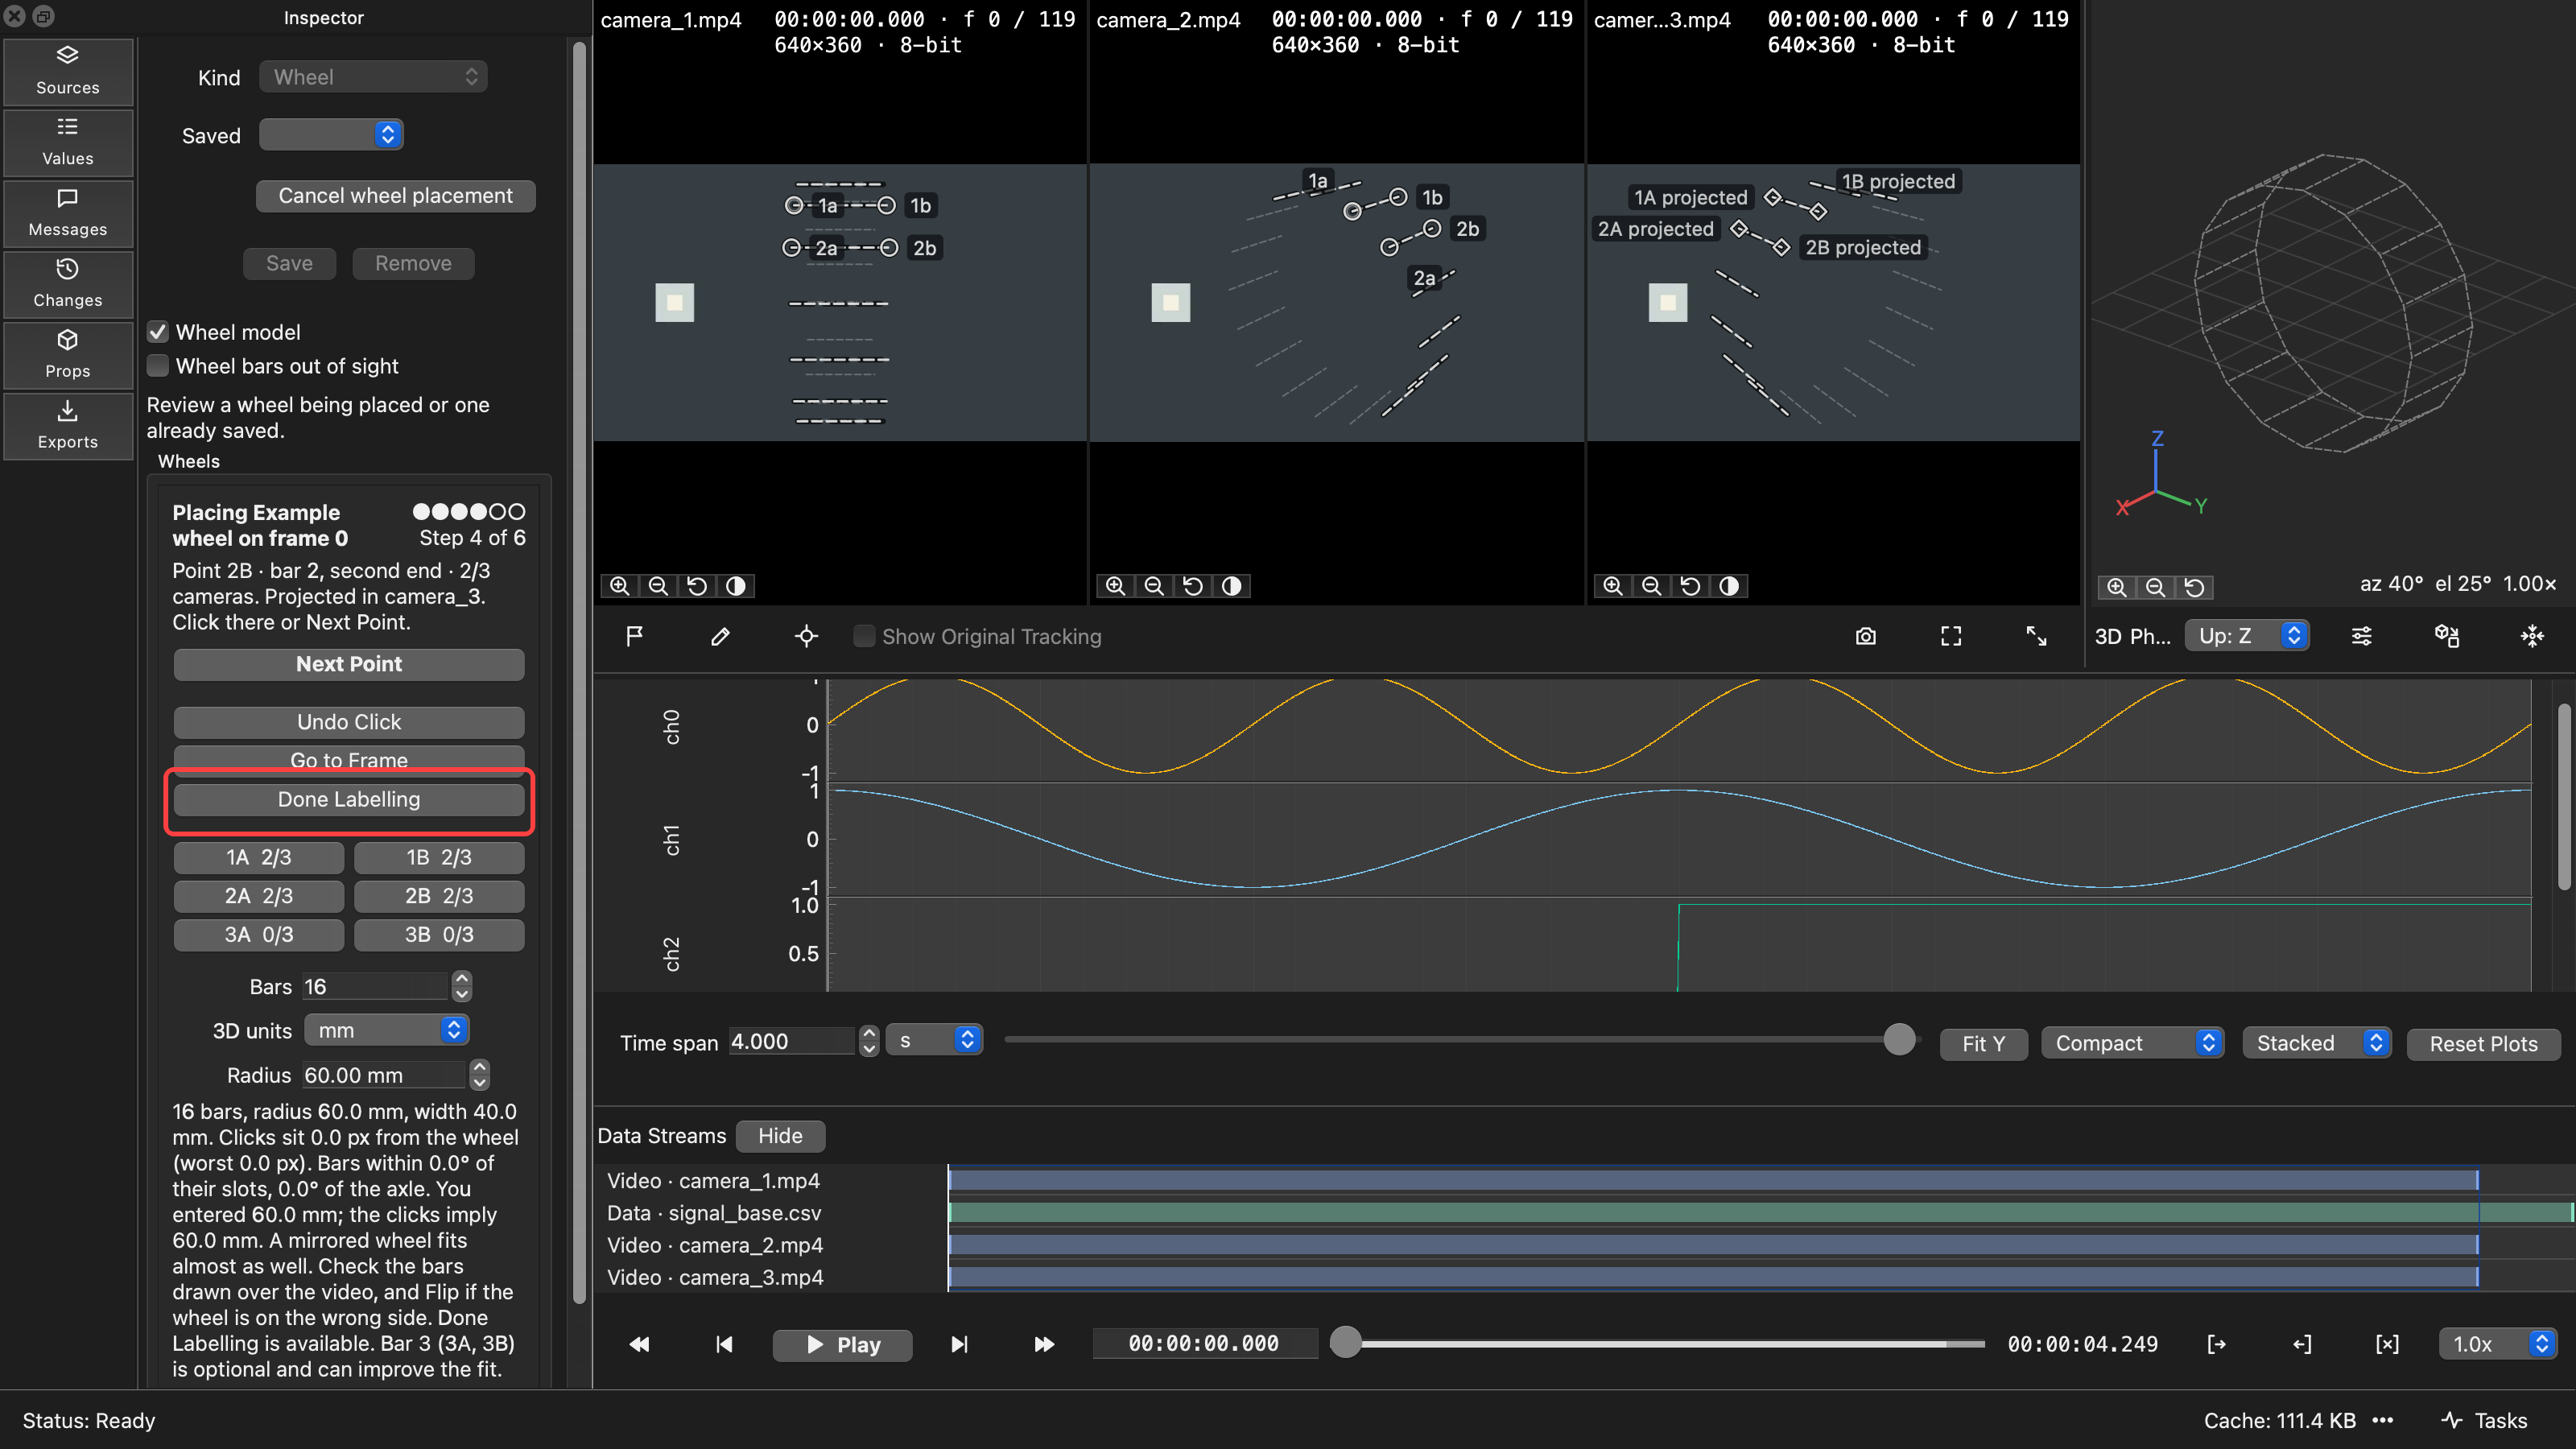 Inspector
Sources
Values
Messages
Changes
Props
Exports
Kind
Wheel
Saved
Cancel wheel placement
Save
Remove
Wheel model
Wheel bars out of sight
Review a wheel being placed or one
already saved.
Wheels
Placing Example
wheel on frame 0
Step 4 of 6
Point 2B · bar 2, second end · 2/3
cameras. Projected in camera_3.
Click there or Next Point.
Next Point
Undo Click
Go to Frame
Done Labelling
1A 2/3
1B 2/3
2A 2/3
2B 2/3
3A 0/3
3B 0/3
Bars 16
3D units mm
Radius 60.00 mm
16 bars, radius 60.0 mm, width 40.0
mm. Clicks sit 0.0 px from the wheel
(worst 0.0 px). Bars within 0.0° of
their slots, 0.0° of the axle. You
entered 60.0 mm; the clicks imply
60.0 mm. A mirrored wheel fits
almost as well. Check the bars
drawn over the video, and Flip if the
wheel is on the wrong side. Done
Labelling is available. Bar 3 (3A, 3B)
is optional and can improve the fit.
camera_1.mp4 00:00:00.000 · f 0 / 119
640×360 · 8-bit
1a
1b
2a
2b
camera_2.mp4 00:00:00.000 · f 0 / 119
640×360 · 8-bit
1a
1b
2b
2a
camer...3.mp4 00:00:00.000 · f 0 / 119
640×360 · 8-bit
1B projected
1A projected
2A projected
2B projected
Z
X
Y
az 40° el 25° 1.00×
Show Original Tracking
3D Ph...
Up: Z
ch0
0
-1
ch1
1
0
-1
ch2
1.0
0.5
Time span 4.000 s
Fit Y
Compact
Stacked
Reset Plots
Data Streams
Hide
Video · camera_1.mp4
Data · signal_base.csv
Video · camera_2.mp4
Video · camera_3.mp4
Play
00:00:00.000
00:00:04.249
1.0x
Status: Ready
Cache: 111.4 KB
Tasks